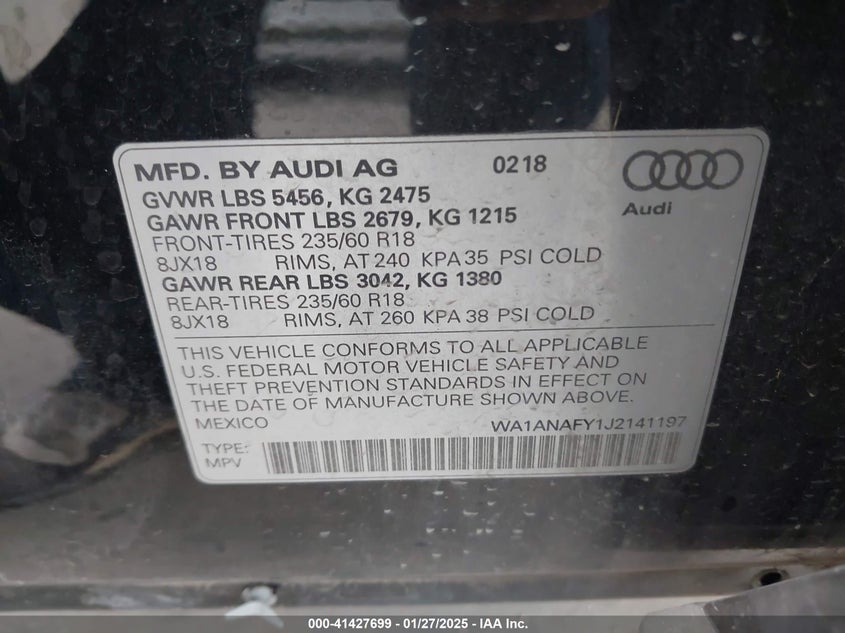 MFD. BY AUDI AG 0218
Audi
GVWR LBS 5456, KG 2475
GAWR FRONT LBS 2679, KG 1215
FRONT-TIRES 235/60 R18
8JX18 RIMS, AT 240 KPA 35 PSI COLD
GAWR REAR LBS 3042, KG 1380
REAR-TIRES 235/60 R18
8JX18 RIMS, AT 260 KPA 38 PSI COLD
THIS VEHICLE CONFORMS TO ALL APPLICABLE
U.S. FEDERAL MOTOR VEHICLE SAFETY AND
THEFT PREVENTION STANDARDS IN EFFECT ON
THE DATE OF MANUFACTURE SHOWN ABOVE.
MEXICO WA1ANAFY1J2141197
TYPE:
MPV
000-41427699 - 01/27/2025 - IAA Inc.